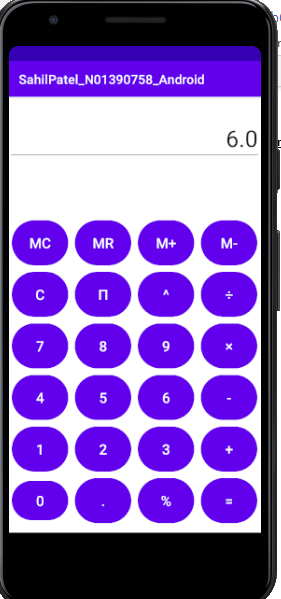 SahilPatel_N01390758_Android
6.0
MC MR M+ M-
C Π ^ ÷
7 8 9 ×
4 5 6 -
1 2 3 +
0 . % =